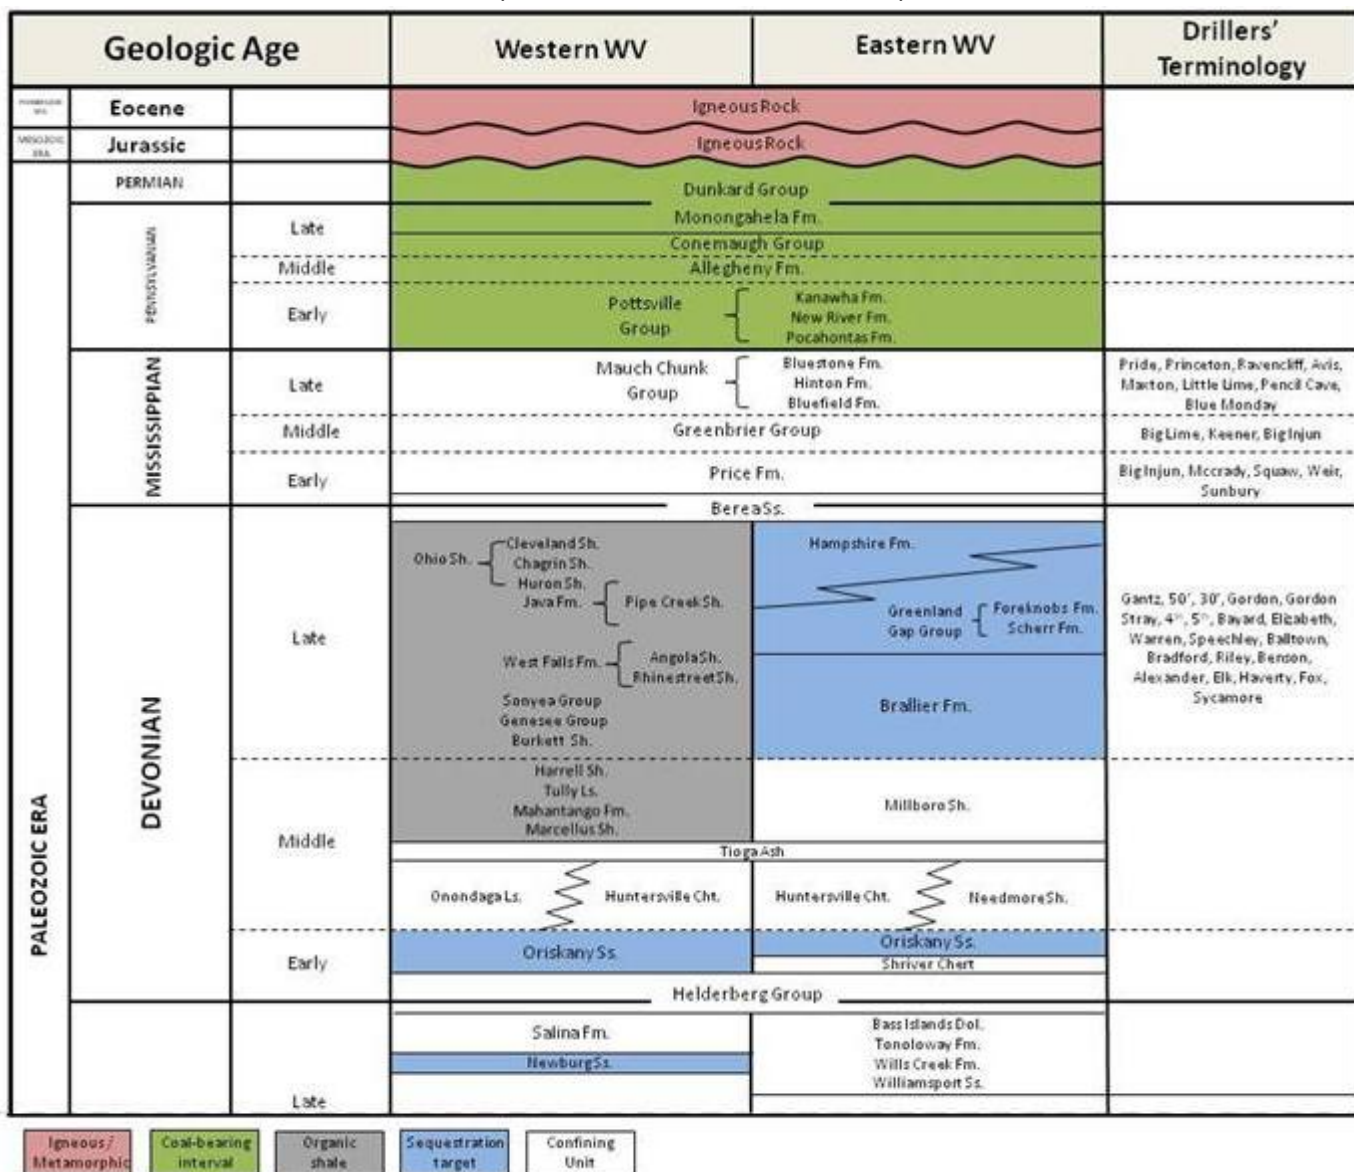 Geologic Age
Western WV
Eastern WV
Drillers'
Terminology
Eocene
Igneous Rock
MESOZOIC
ERA
Jurassic
Igneous Rock
PERMIAN
Dunkard Group
PENNSYLVANIAN
Late
Monongahela Fm.
Conemaugh Group
Middle
Allegheny Fm.
Early
Pottsville
Group
Kanawha Fm.
New River Fm.
Pocahontas Fm.
MISSISSIPPIAN
Late
Mauch Chunk
Group
Bluestone Fm.
Hinton Fm.
Bluefield Fm.
Pride, Princeton, Ravencliff, Avis,
Maxton, Little Lime, Pencil Cave,
Blue Monday
Middle
Greenbrier Group
Big Lime, Keener, Big Injun
Early
Price Fm.
Big Injun, Mccrady, Squaw, Weir,
Sunbury
Berea Ss.
PALEOZOIC ERA
DEVONIAN
Late
Ohio Sh.
Cleveland Sh.
Chagrin Sh.
Huron Sh.
Java Fm.
Pipe Creek Sh.
West Falls Fm.
Angola Sh.
Rhinestreet Sh.
Sonyea Group
Genesee Group
Burkett Sh.
Hampshire Fm.
Greenland
Gap Group
Foreknobs Fm.
Scherr Fm.
Brallier Fm.
Gantz, 50', 30', Gordon, Gordon
Stray, 4th, 5th, Bayard, Elizabeth,
Warren, Speechley, Balltown,
Bradford, Riley, Benson,
Alexander, Elk, Haverty, Fox,
Sycamore
Middle
Harrell Sh.
Tully Ls.
Mahantango Fm.
Marcellus Sh.
Millboro Sh.
Tioga Ash
Onondaga Ls.
Huntersville Cht.
Huntersville Cht.
Needmore Sh.
Early
Oriskany Ss.
Oriskany Ss.
Shriver Chert
Helderberg Group
Late
Salina Fm.
Newburg Ss.
Bass Islands Dol.
Tonoloway Fm.
Wills Creek Fm.
Williamsport Ss.
Igneous/
Metamorphic
Coal-bearing
interval
Organic
shale
Sequestration
target
Confining
Unit